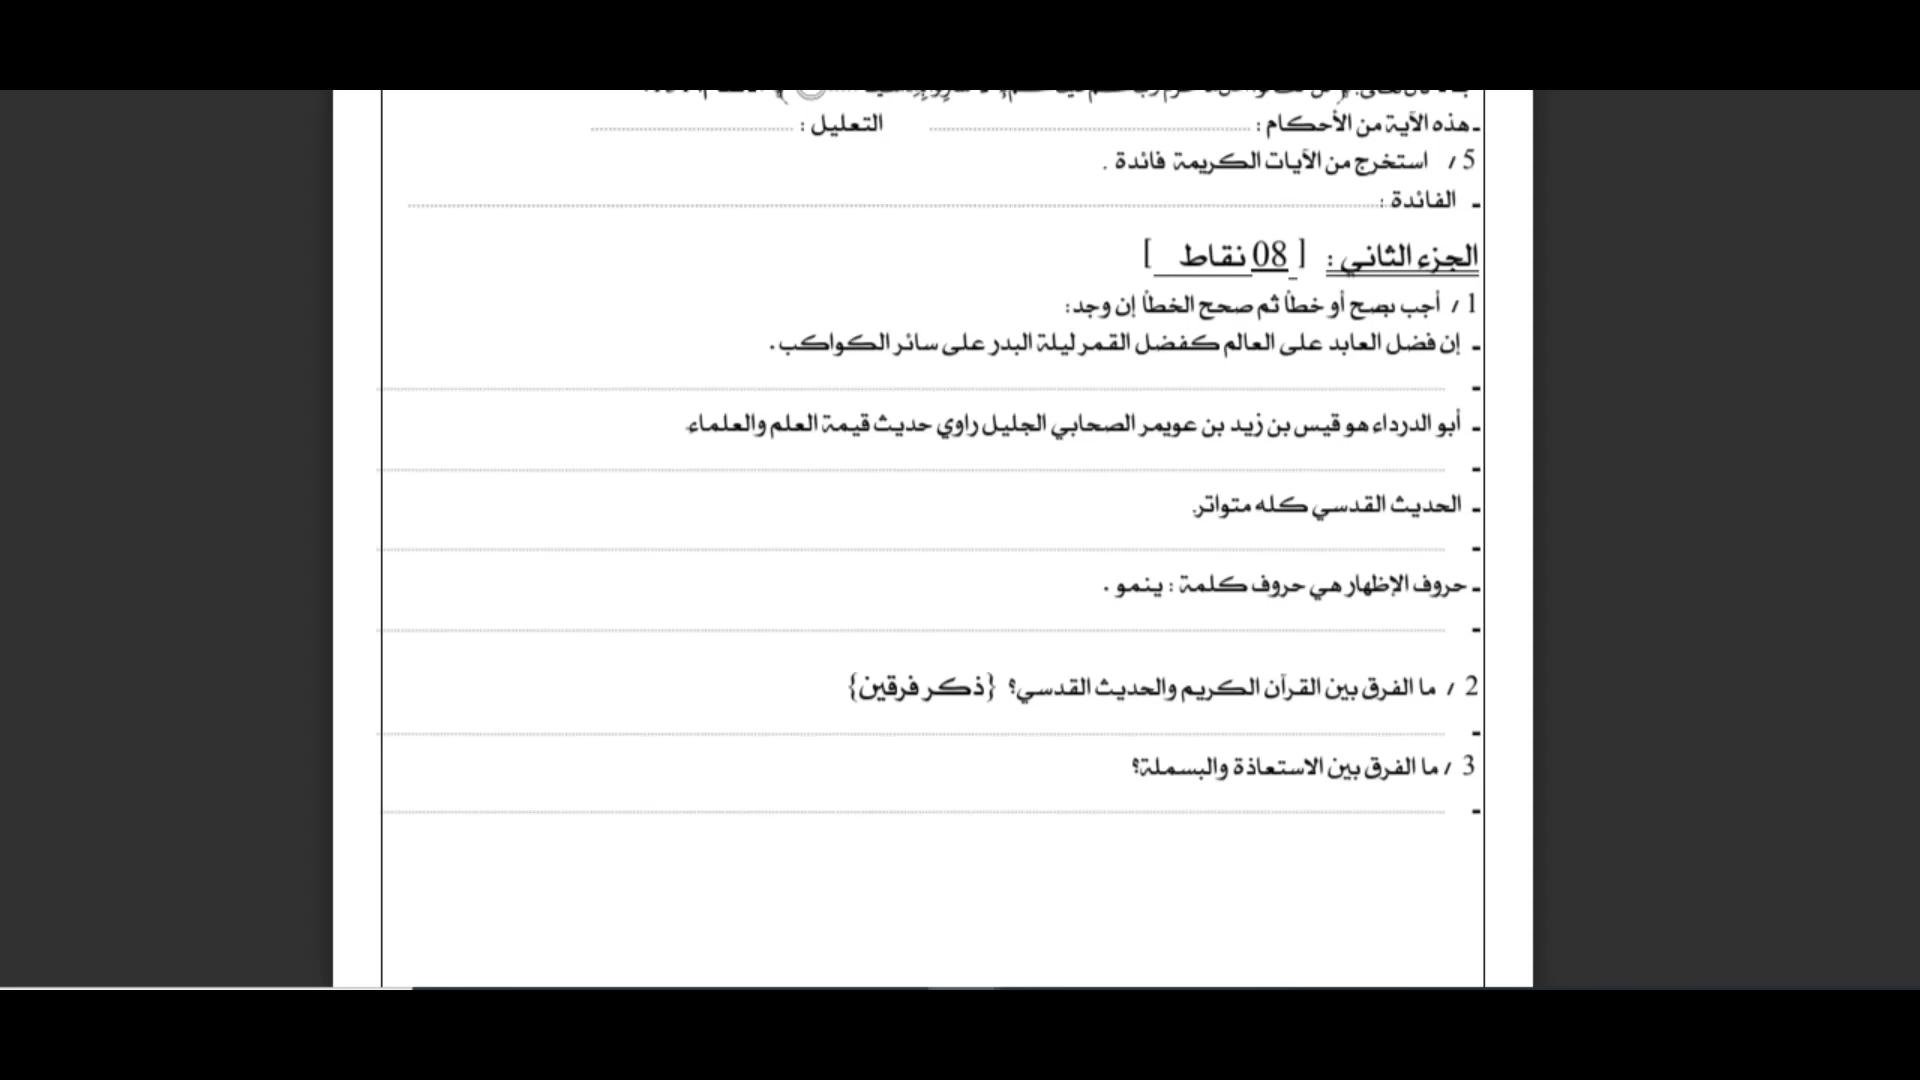 ـ هذه الآية من الأحكام : ........ التعليل : ........
5 / استخرج من الآيات الكريمة فائدة .
ـ الفائدة : ........
الجزء الثاني : [ 08 نقاط ]
1 / أجب بصح أو خطأ ثم صحح الخطأ إن وجد:
ـ إن فضل العابد على العالم كفضل القمر ليلة البدر على سائر الكواكب .
ـ ........
ـ أبو الدرداء هو قيس بن زيد بن عويمر الصحابي الجليل راوي حديث قيمة العلم والعلماء
ـ ........
ـ الحديث القدسي كله متواتر.
ـ ........
ـ حروف الإظهار هي حروف كلمة : ينمو .
ـ ........
2 / ما الفرق بين القرآن الكريم والحديث القدسي؟ {ذكر فرقين}
ـ ........
3 / ما الفرق بين الاستعاذة والبسملة؟
ـ ........